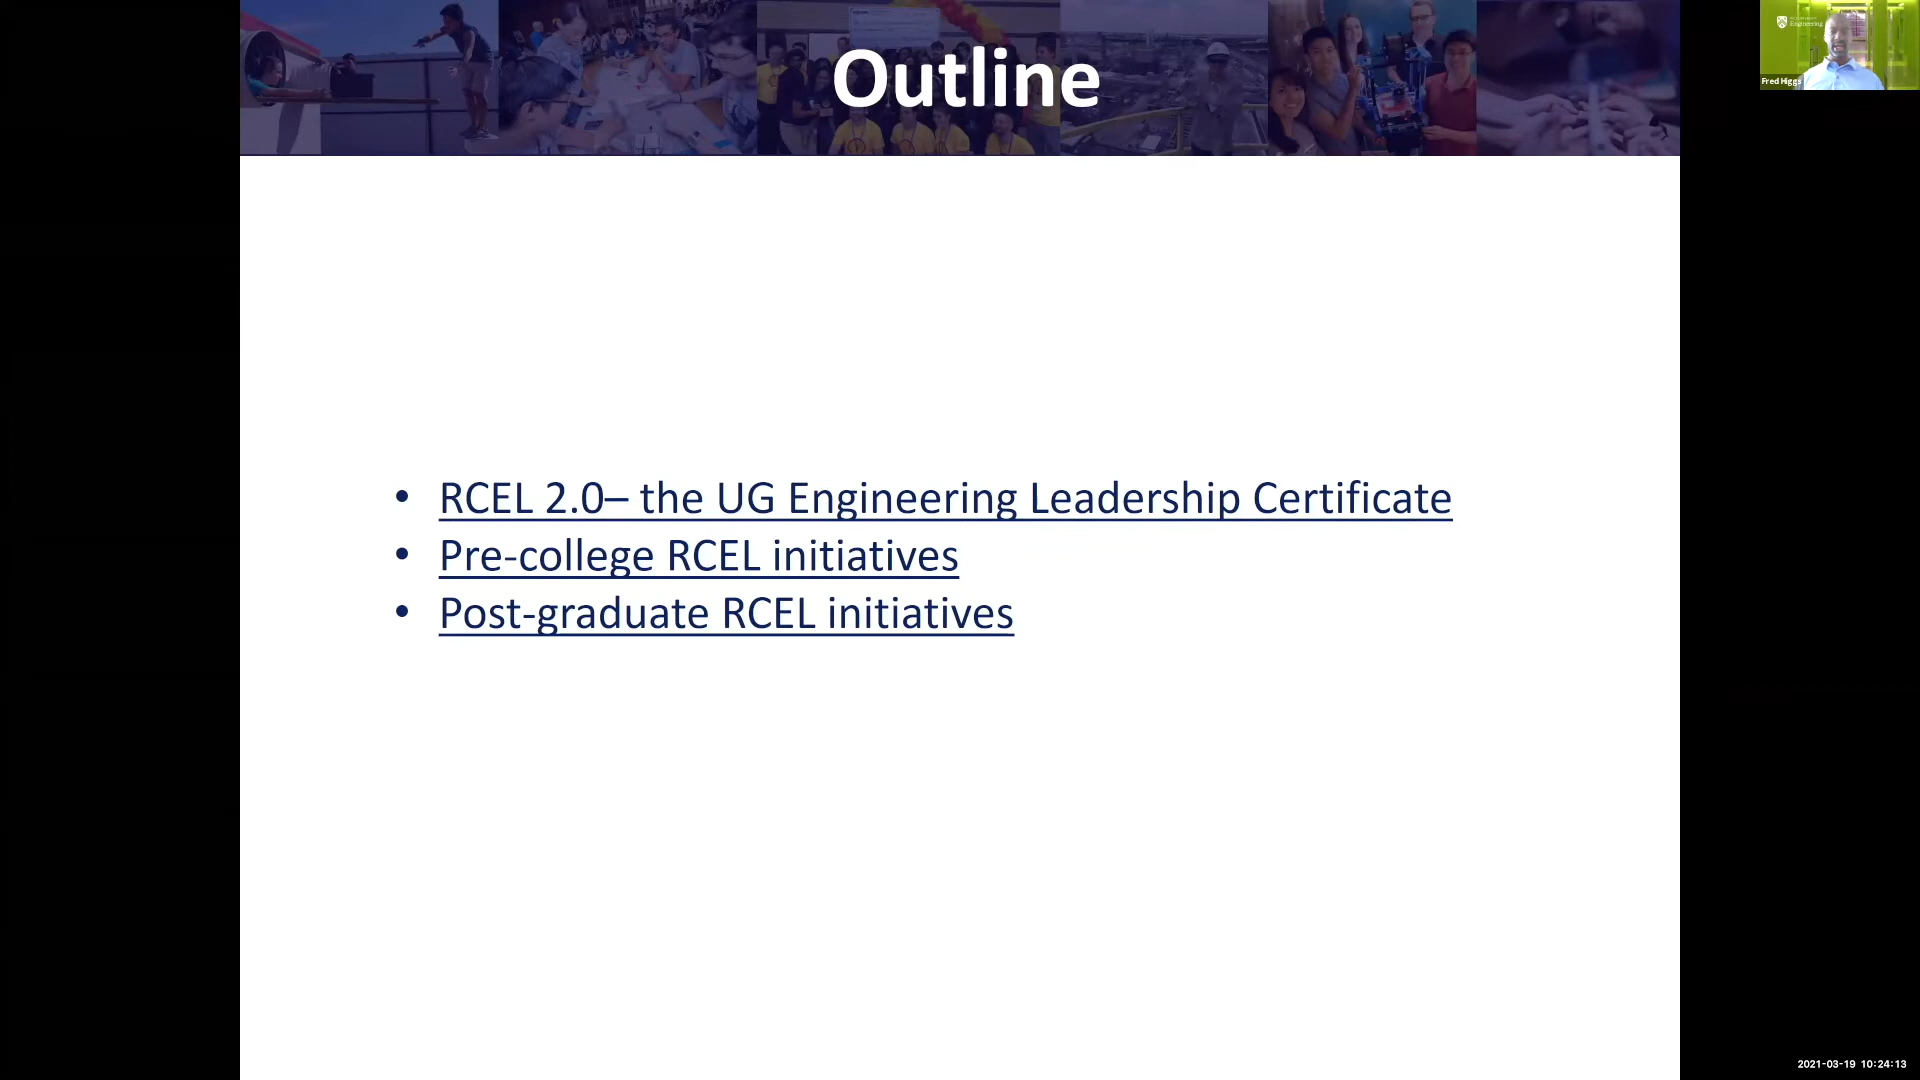 Outline
Engineering
Fred Higgs
• RCEL 2.0– the UG Engineering Leadership Certificate
• Pre-college RCEL initiatives
• Post-graduate RCEL initiatives
2021-03-19 10:24:13